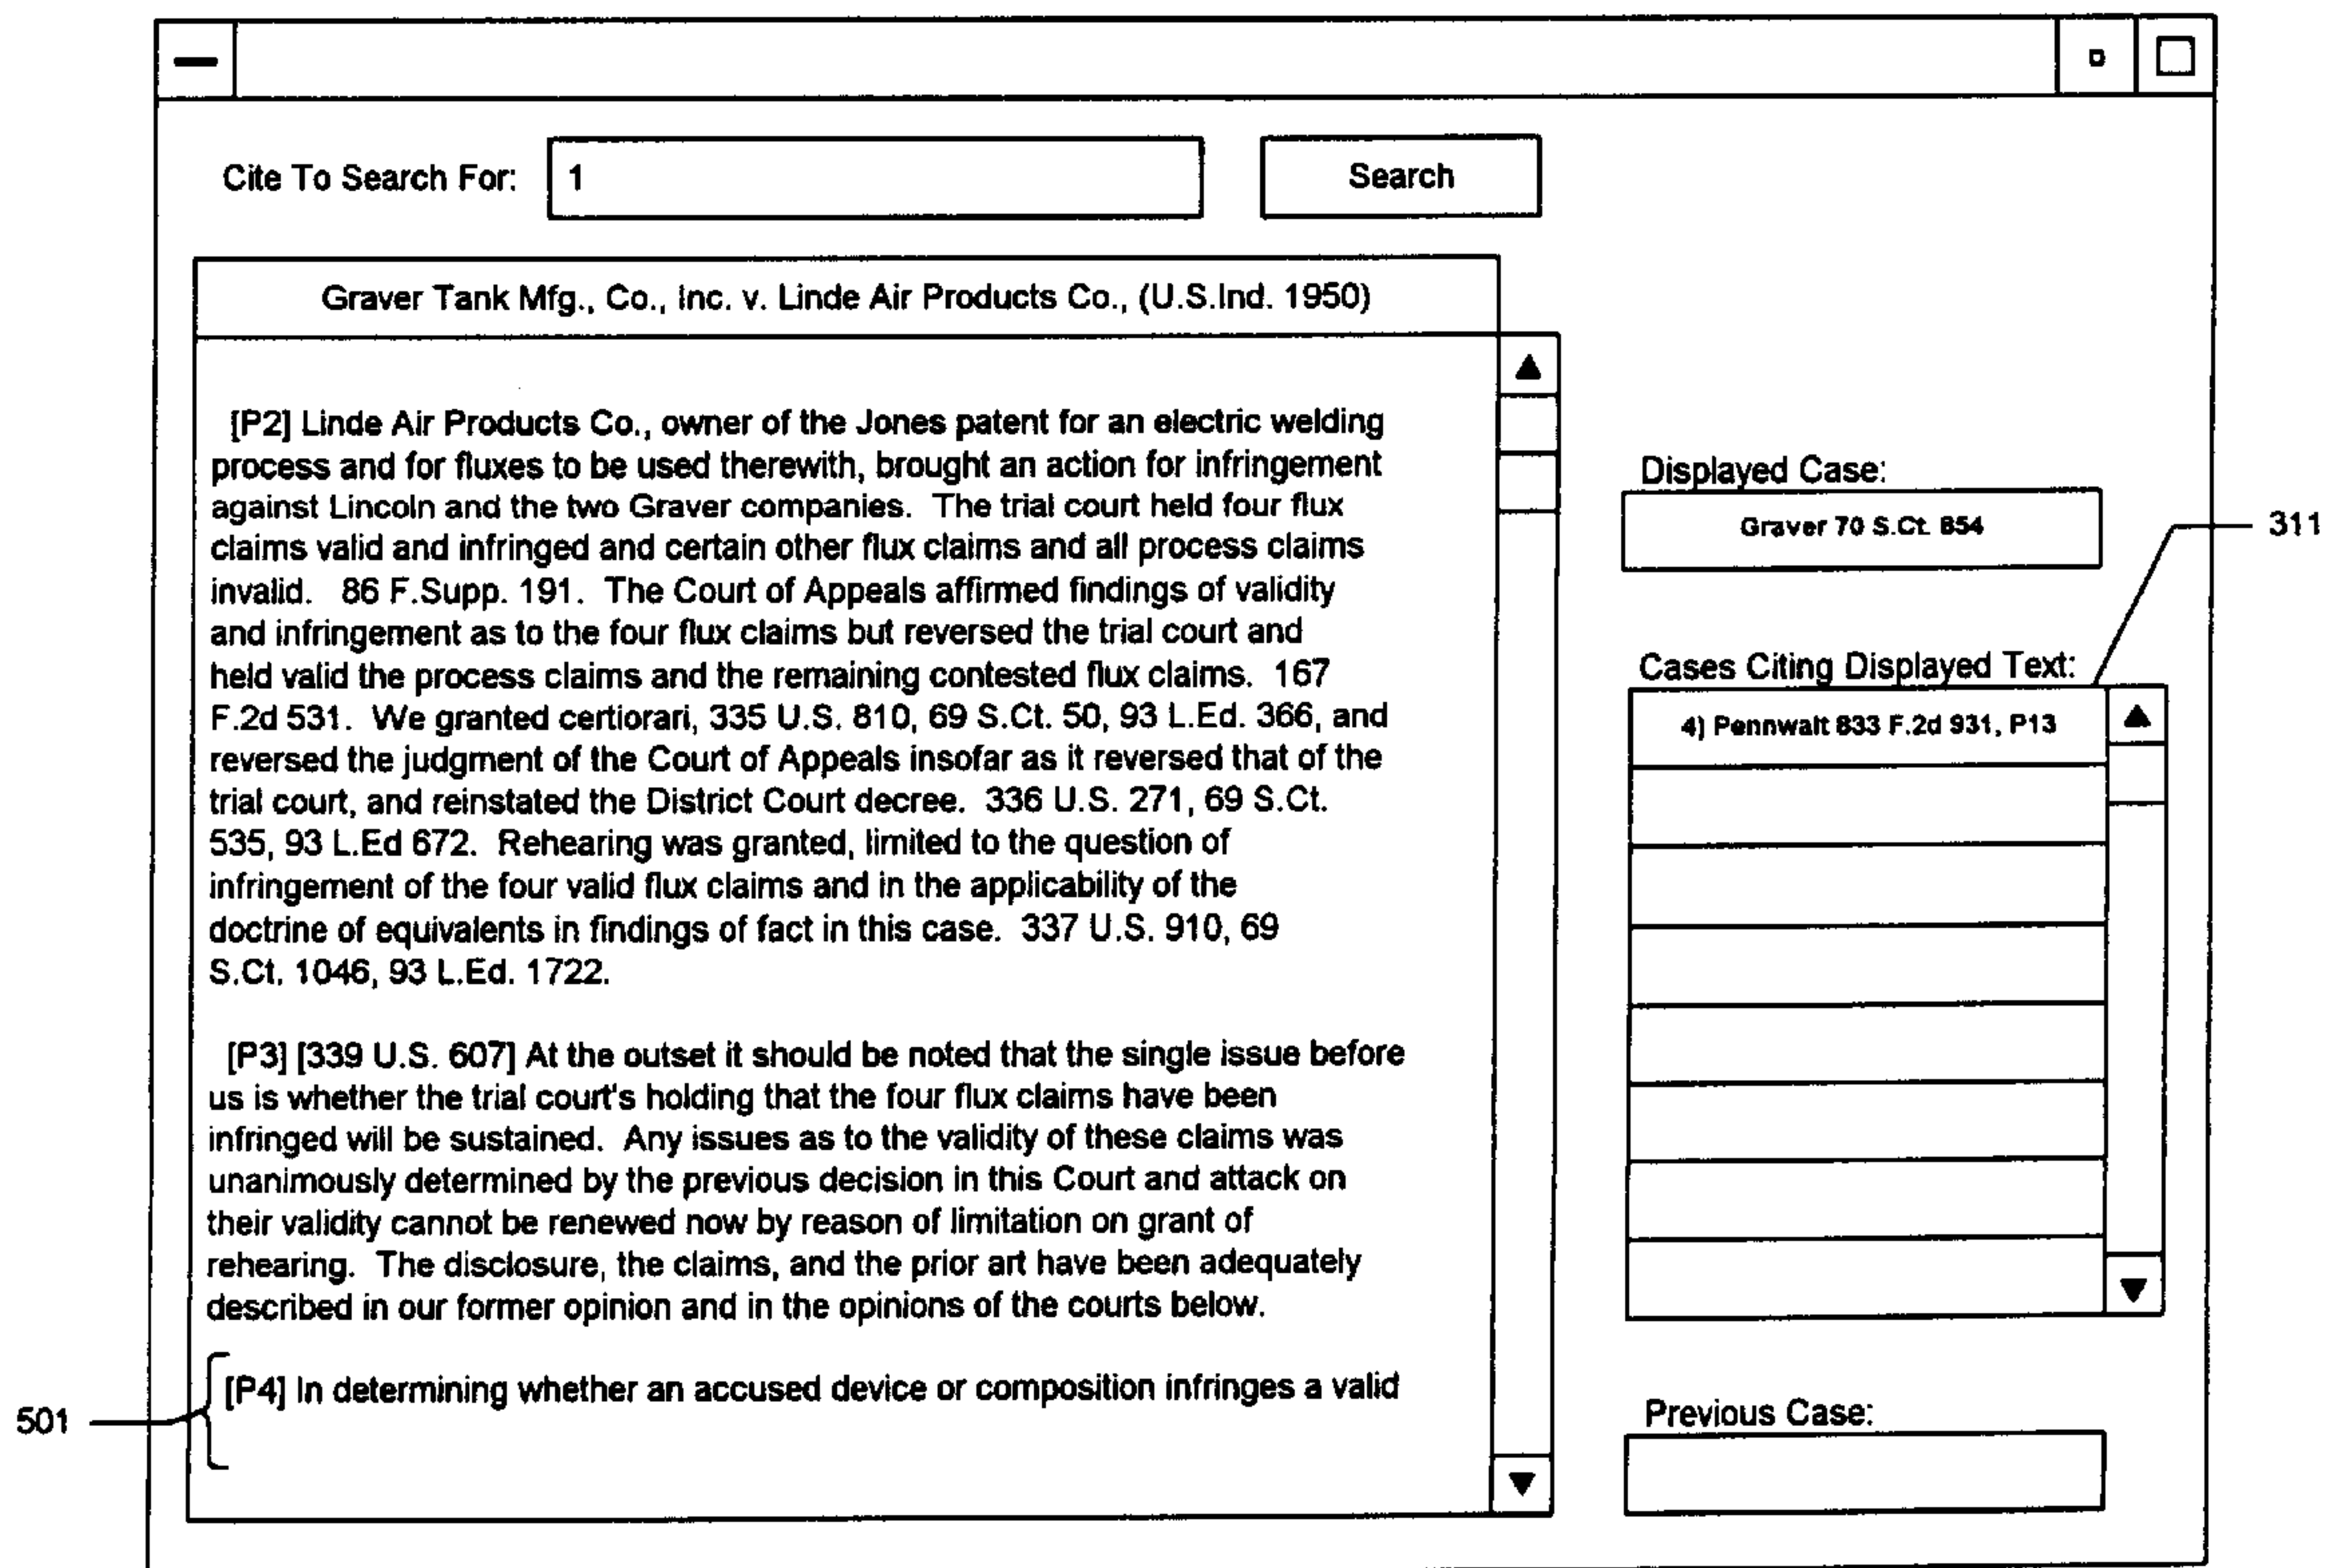 Cite To Search For: 1 Search
Graver Tank Mfg., Co., Inc. v. Linde Air Products Co., (U.S.Ind. 1950)
[P2] Linde Air Products Co., owner of the Jones patent for an electric welding
process and for fluxes to be used therewith, brought an action for infringement
against Lincoln and the two Graver companies. The trial court held four flux
claims valid and infringed and certain other flux claims and all process claims
invalid. 86 F.Supp. 191. The Court of Appeals affirmed findings of validity
and infringement as to the four flux claims but reversed the trial court and
held valid the process claims and the remaining contested flux claims. 167
F.2d 531. We granted certiorari, 335 U.S. 810, 69 S.Ct. 50, 93 L.Ed. 366, and
reversed the judgment of the Court of Appeals insofar as it reversed that of the
trial court, and reinstated the District Court decree. 336 U.S. 271, 69 S.Ct.
535, 93 L.Ed 672. Rehearing was granted, limited to the question of
infringement of the four valid flux claims and in the applicability of the
doctrine of equivalents in findings of fact in this case. 337 U.S. 910, 69
S.Ct. 1046, 93 L.Ed. 1722.
[P3] [339 U.S. 607] At the outset it should be noted that the single issue before
us is whether the trial court's holding that the four flux claims have been
infringed will be sustained. Any issues as to the validity of these claims was
unanimously determined by the previous decision in this Court and attack on
their validity cannot be renewed now by reason of limitation on grant of
rehearing. The disclosure, the claims, and the prior art have been adequately
described in our former opinion and in the opinions of the courts below.
[P4] In determining whether an accused device or composition infringes a valid
501
Displayed Case:
Graver 70 S.Ct. 854
311
Cases Citing Displayed Text:
4) Pennwalt 833 F.2d 931, P13
Previous Case: